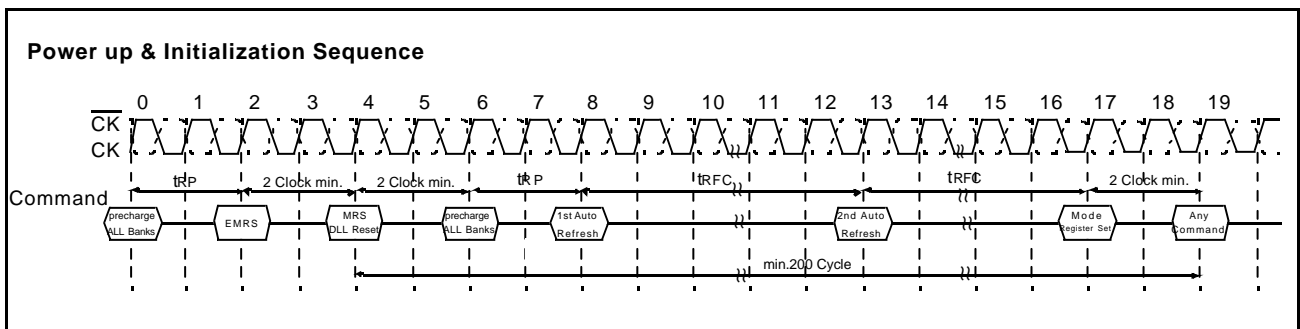 Power up & Initialization Sequence
0 1 2 3 4 5 6 7 8 9 10 11 12 13 14 15 16 17 18 19
CK
CK
tRP 2 Clock min. 2 Clock min. tRP tRFC tRFC 2 Clock min.
Command
precharge
ALL Banks
EMRS
MRS
DLL Reset
precharge
ALL Banks
1st Auto
Refresh
2nd Auto
Refresh
Mode
Register Set
Any
Command
min.200 Cycle